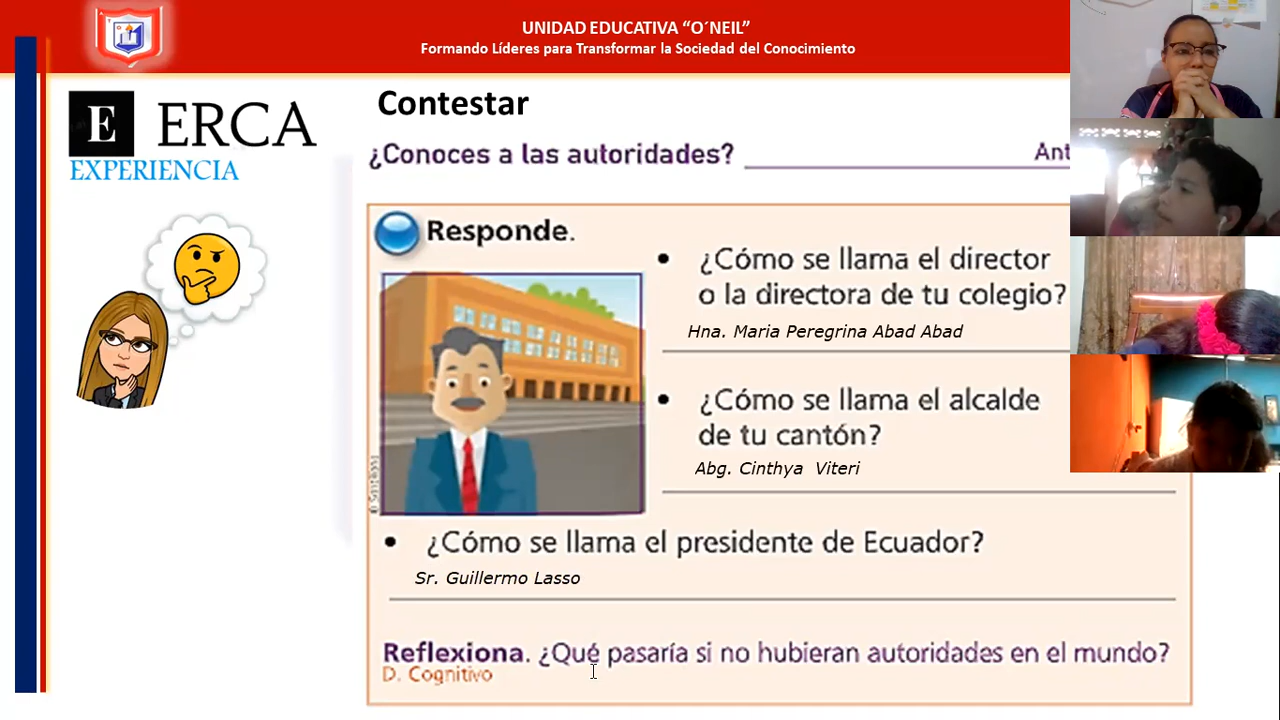 UNIDAD EDUCATIVA “O´NEIL”
Formando Líderes para Transformar la Sociedad del Conocimiento
E ERCA
EXPERIENCIA
Contestar
¿Conoces a las autoridades?
Ant
Responde.
• ¿Cómo se llama el director
o la directora de tu colegio?
Hna. Maria Peregrina Abad Abad
• ¿Cómo se llama el alcalde
de tu cantón?
Abg. Cinthya Viteri
• ¿Cómo se llama el presidente de Ecuador?
Sr. Guillermo Lasso
Reflexiona. ¿Qué pasaría si no hubieran autoridades en el mundo?
D. Cognitivo